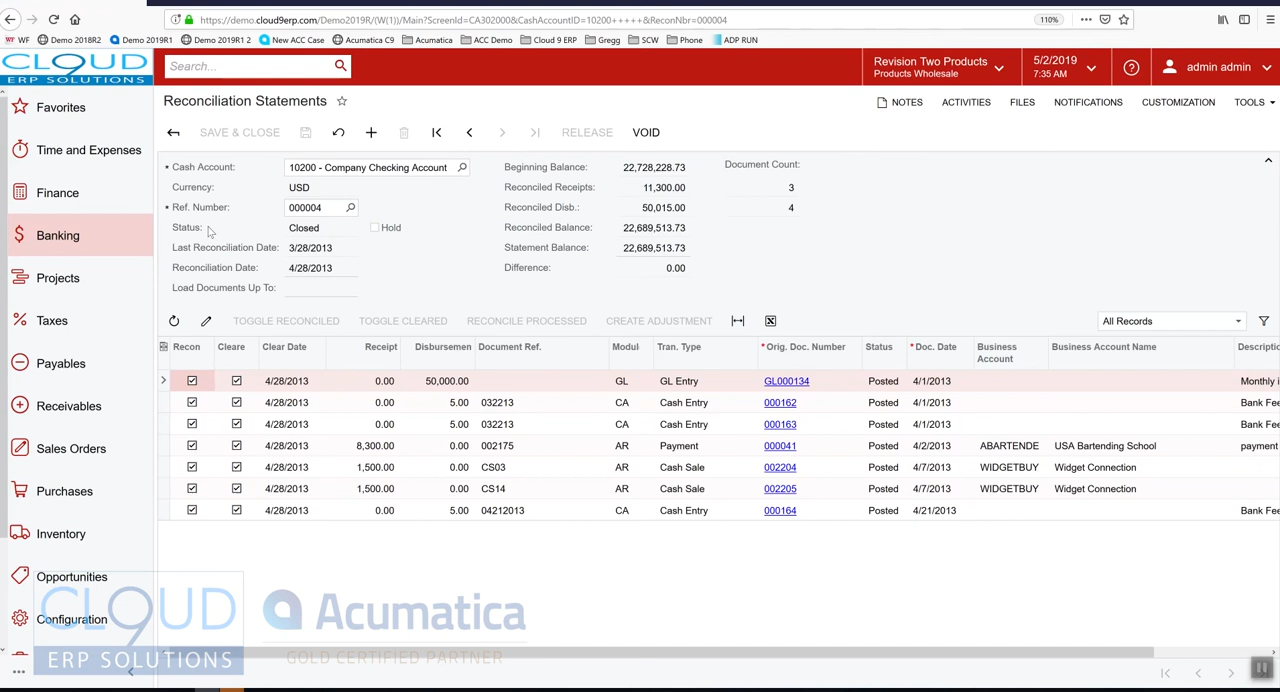 https://demo.cloud9erp.com/Demo2019R/(W(1))/Main?ScreenId=CA302000&CashAccountID=10200+++++&ReconNbr=000004
110%
WF Demo 2018R2 Demo 2019R1 Demo 2019R1 2 New ACC Case Acumatica C9 Acumatica ACC Demo Cloud 9 ERP Gregg SCW Phone ADP RUN
CLOUD9
ERP SOLUTIONS
Search...
Revision Two Products
Products Wholesale
5/2/2019
7:35 AM
admin admin
Favorites
Time and Expenses
Finance
Banking
Projects
Taxes
Payables
Receivables
Sales Orders
Purchases
Inventory
Opportunities
Configuration
Reconciliation Statements
NOTES ACTIVITIES FILES NOTIFICATIONS CUSTOMIZATION TOOLS
SAVE & CLOSE RELEASE VOID
* Cash Account: 10200 - Company Checking Account
Currency: USD
* Ref. Number: 000004
Status: Closed Hold
Last Reconciliation Date: 3/28/2013
Reconciliation Date: 4/28/2013
Load Documents Up To:
Beginning Balance: 22,728,228.73
Reconciled Receipts: 11,300.00
Reconciled Disb.: 50,015.00
Reconciled Balance: 22,689,513.73
Statement Balance: 22,689,513.73
Difference: 0.00
Document Count:
3
4
TOGGLE RECONCILED TOGGLE CLEARED RECONCILE PROCESSED CREATE ADJUSTMENT All Records
Recon Cleare Clear Date Receipt Disbursemen Document Ref. Modul Tran. Type * Orig. Doc. Number Status * Doc. Date Business Account Business Account Name Descriptio
4/28/2013 0.00 50,000.00 GL GL Entry GL000134 Posted 4/1/2013 Monthly i
4/28/2013 0.00 5.00 032213 CA Cash Entry 000162 Posted 4/1/2013 Bank Fee
4/28/2013 0.00 5.00 032213 CA Cash Entry 000163 Posted 4/1/2013 Bank Fee
4/28/2013 8,300.00 0.00 002175 AR Payment 000041 Posted 4/2/2013 ABARTENDE USA Bartending School payment
4/28/2013 1,500.00 0.00 CS03 AR Cash Sale 002204 Posted 4/7/2013 WIDGETBUY Widget Connection
4/28/2013 1,500.00 0.00 CS14 AR Cash Sale 002205 Posted 4/7/2013 WIDGETBUY Widget Connection
4/28/2013 0.00 5.00 04212013 CA Cash Entry 000164 Posted 4/21/2013 Bank Fee
CLOUD9
ERP SOLUTIONS
Acumatica
GOLD CERTIFIED PARTNER